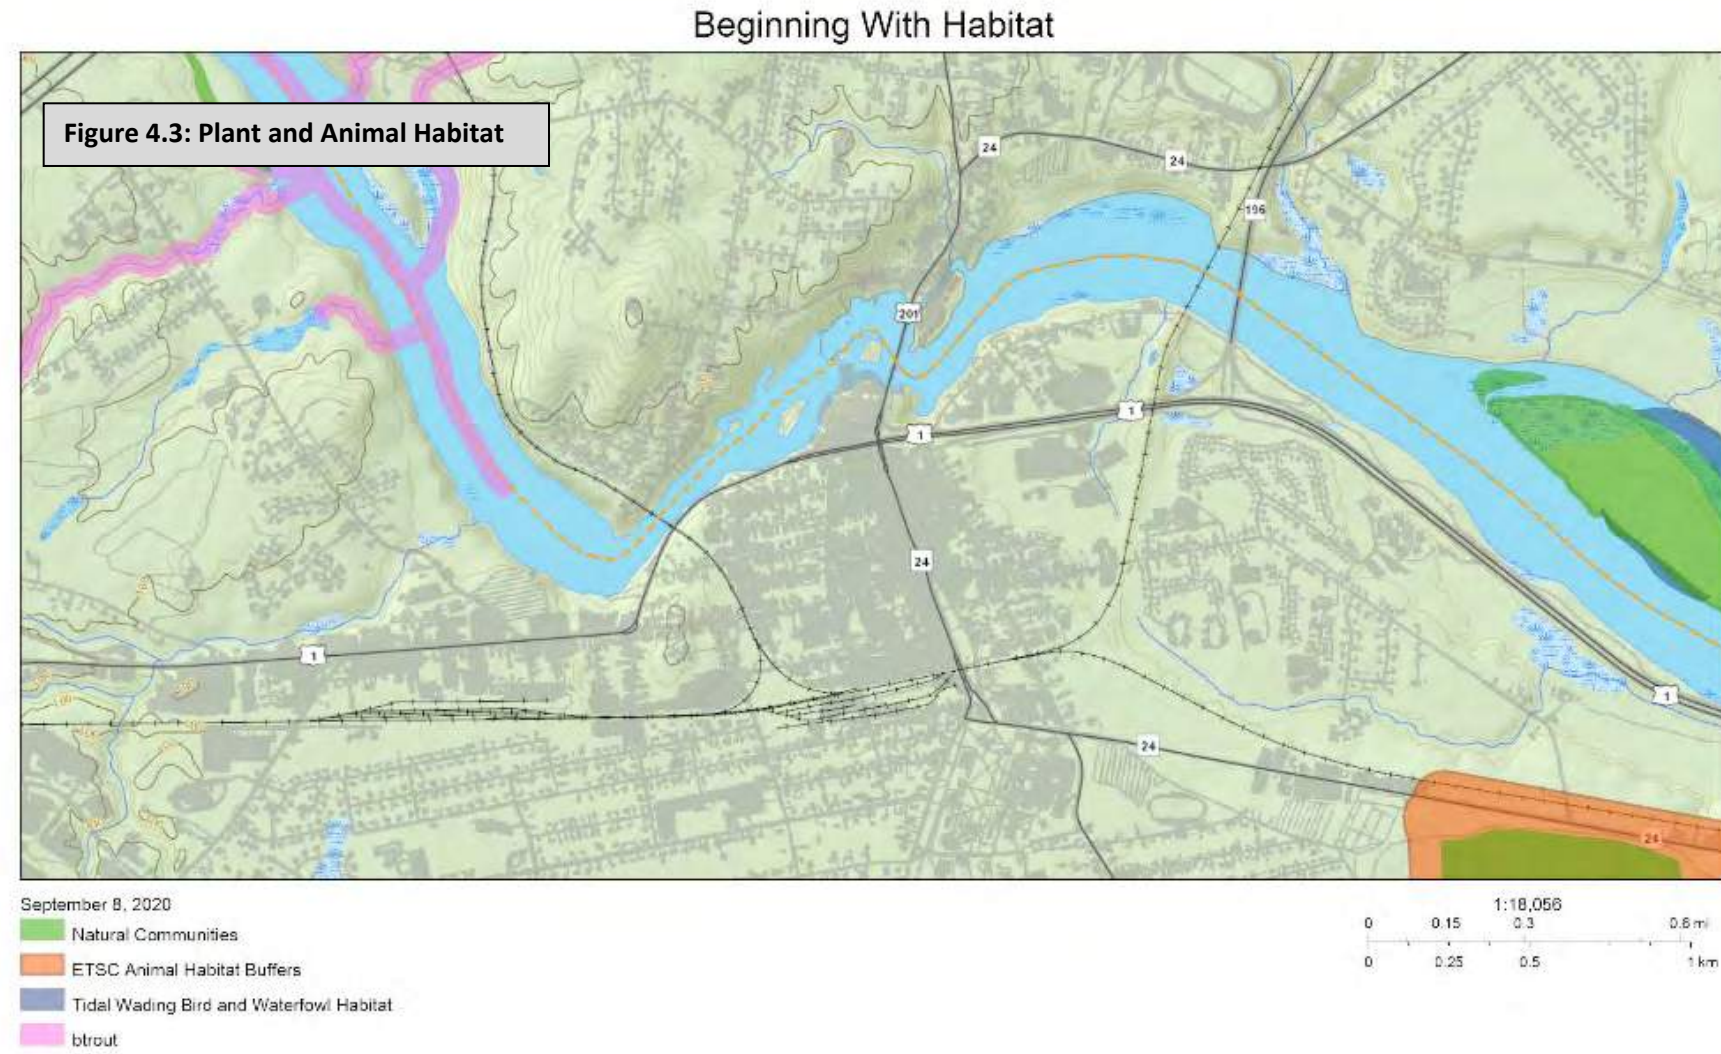 Beginning With Habitat
Figure 4.3: Plant and Animal Habitat
24
24
196
201
1
1
24
1
1
24
24
September 8, 2020
Natural Communities
ETSC Animal Habitat Buffers
Tidal Wading Bird and Waterfowl Habitat
btrout
1:18,056
0 0.15 0.3 0.6 mi
0 0.25 0.5 1 km